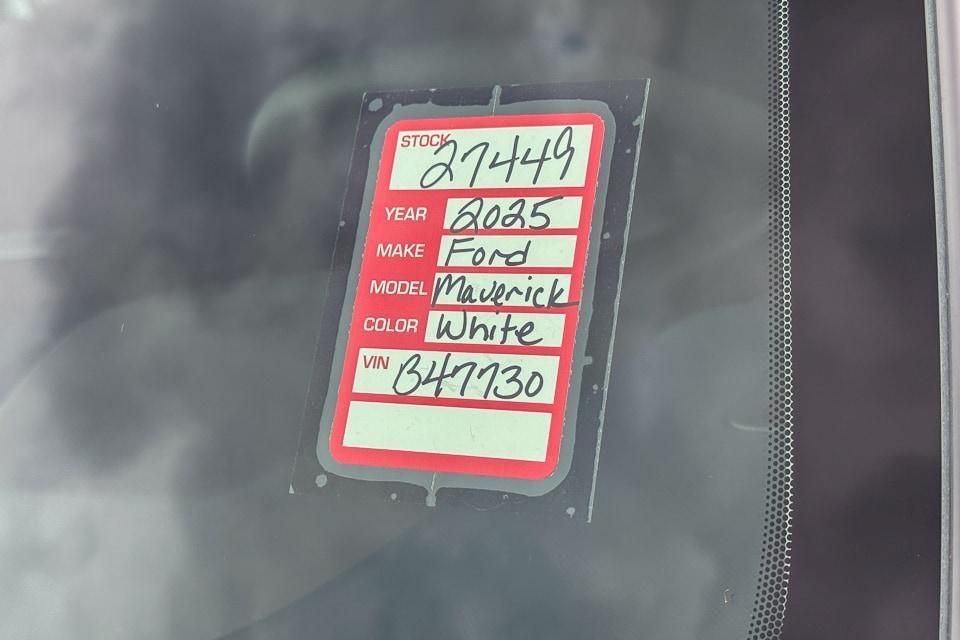 STOCK 27449
YEAR 2025
MAKE Ford
MODEL Maverick
COLOR White
VIN B47730